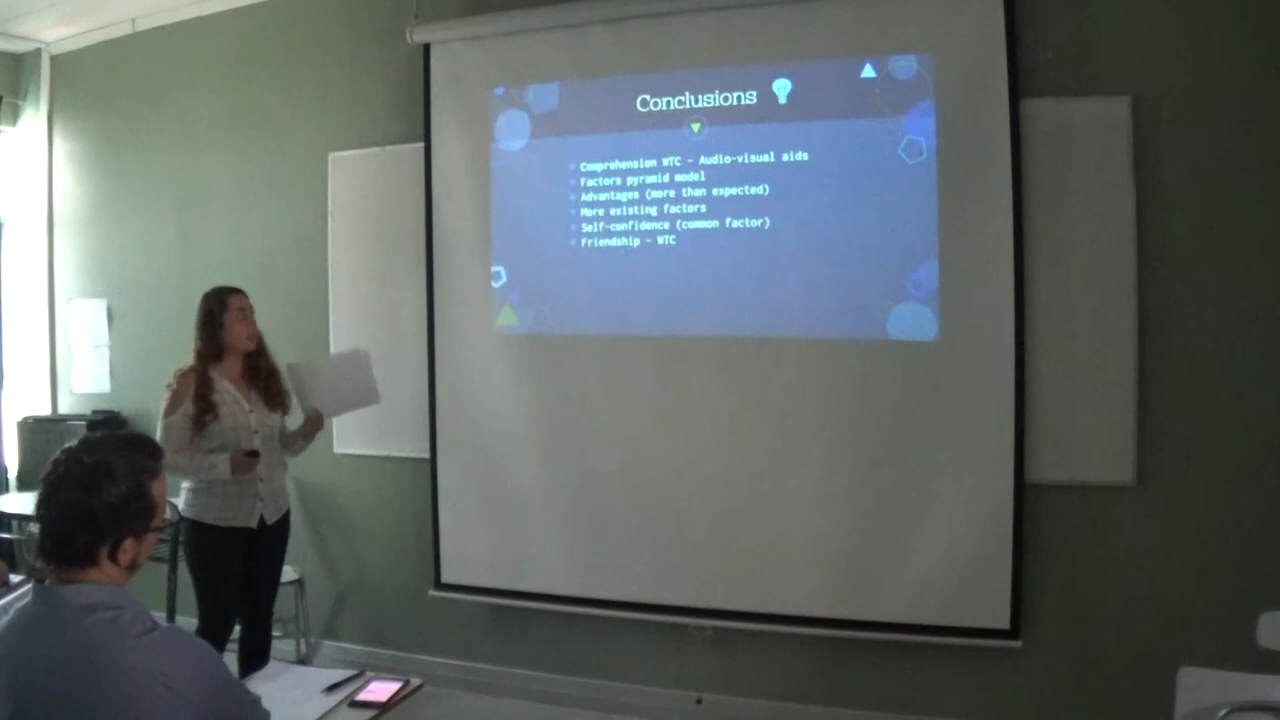 Conclusions
Comprehension WTC - Audio-visual aids
Factors pyramid model
Advantages (more than expected)
More existing factors
Self-confidence (common factor)
Friendship - WTC